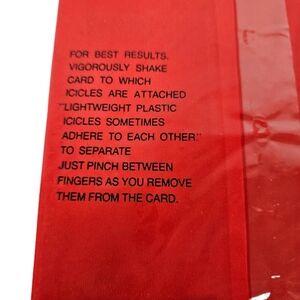 FOR BEST RESULTS,
VIGOROUSLY SHAKE
CARD TO WHICH
ICICLES ARE ATTACHED
"LIGHTWEIGHT PLASTIC
ICICLES SOMETIMES
ADHERE TO EACH OTHER."
TO SEPARATE
JUST PINCH BETWEEN
FINGERS AS YOU REMOVE
THEM FROM THE CARD.